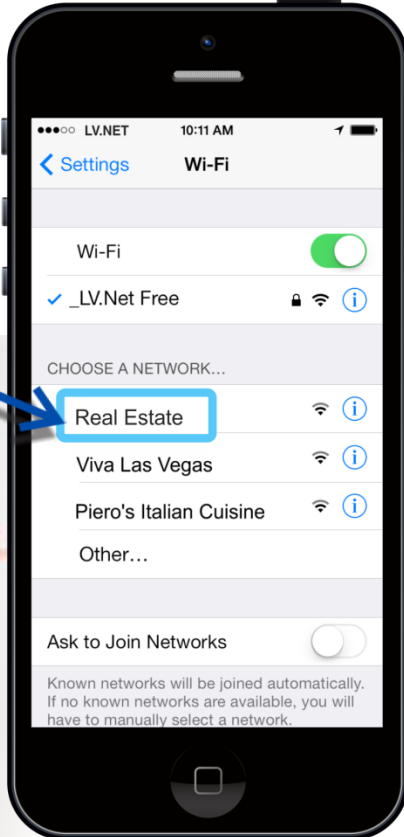 LV.NET 10:11 AM
Settings Wi-Fi
Wi-Fi
_LV.Net Free
CHOOSE A NETWORK...
Real Estate
Viva Las Vegas
Piero's Italian Cuisine
Other...
Ask to Join Networks
Known networks will be joined automatically.
If no known networks are available, you will
have to manually select a network.